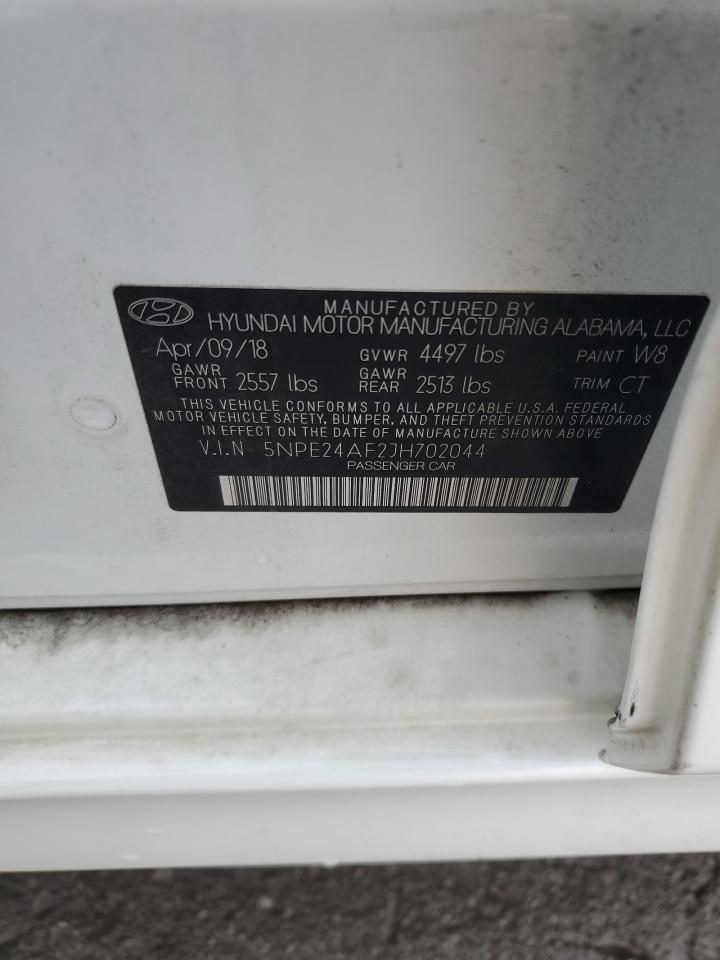 MANUFACTURED BY
HYUNDAI MOTOR MANUFACTURING ALABAMA, LLC
Apr/09/18 GVWR 4497 lbs PAINT W8
GAWR FRONT 2557 lbs GAWR REAR 2513 lbs TRIM CT
THIS VEHICLE CONFORMS TO ALL APPLICABLE U.S.A. FEDERAL
MOTOR VEHICLE SAFETY, BUMPER, AND THEFT PREVENTION STANDARDS
IN EFFECT ON THE DATE OF MANUFACTURE SHOWN ABOVE.
V.I.N 5NPE24AF2JH702044
PASSENGER CAR